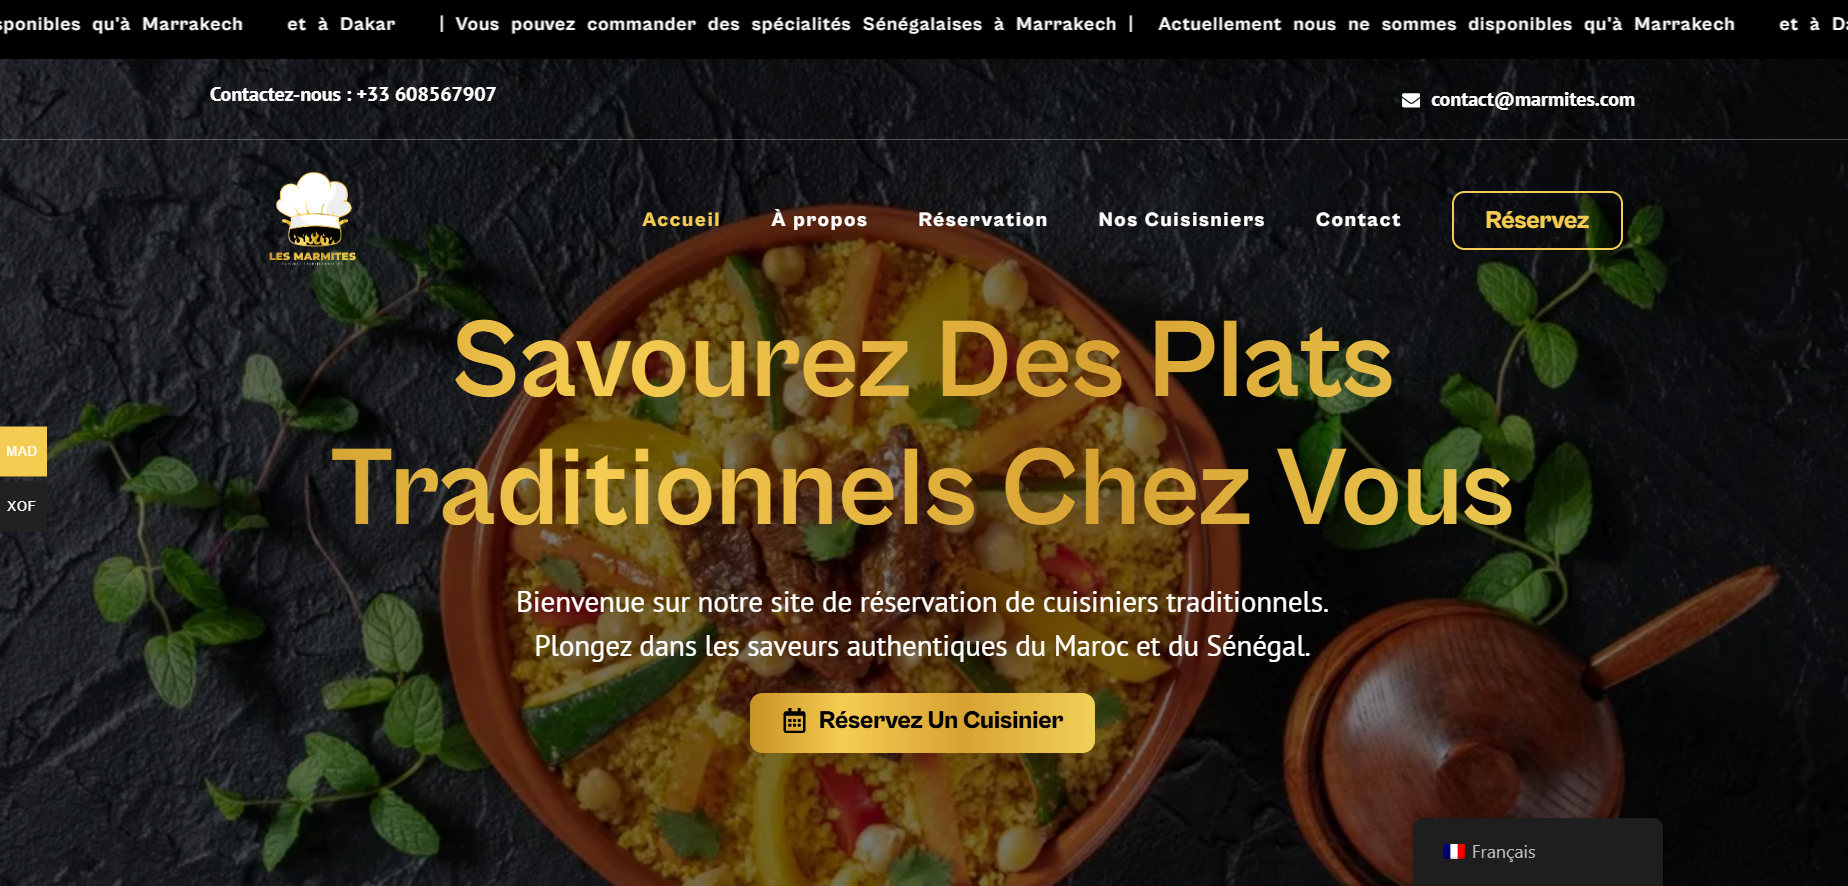 disponibles qu'à Marrakech et à Dakar | Vous pouvez commander des spécialités Sénégalaises à Marrakech | Actuellement nous ne sommes disponibles qu'à Marrakech et à Da
Contactez-nous : +33 608567907
contact@marmites.com
LES MARMITES
Accueil À propos Réservation Nos Cuisisniers Contact Réservez
Savourez Des Plats
Traditionnels Chez Vous
MAD
XOF
Bienvenue sur notre site de réservation de cuisiniers traditionnels.
Plongez dans les saveurs authentiques du Maroc et du Sénégal.
Réservez Un Cuisinier
Français